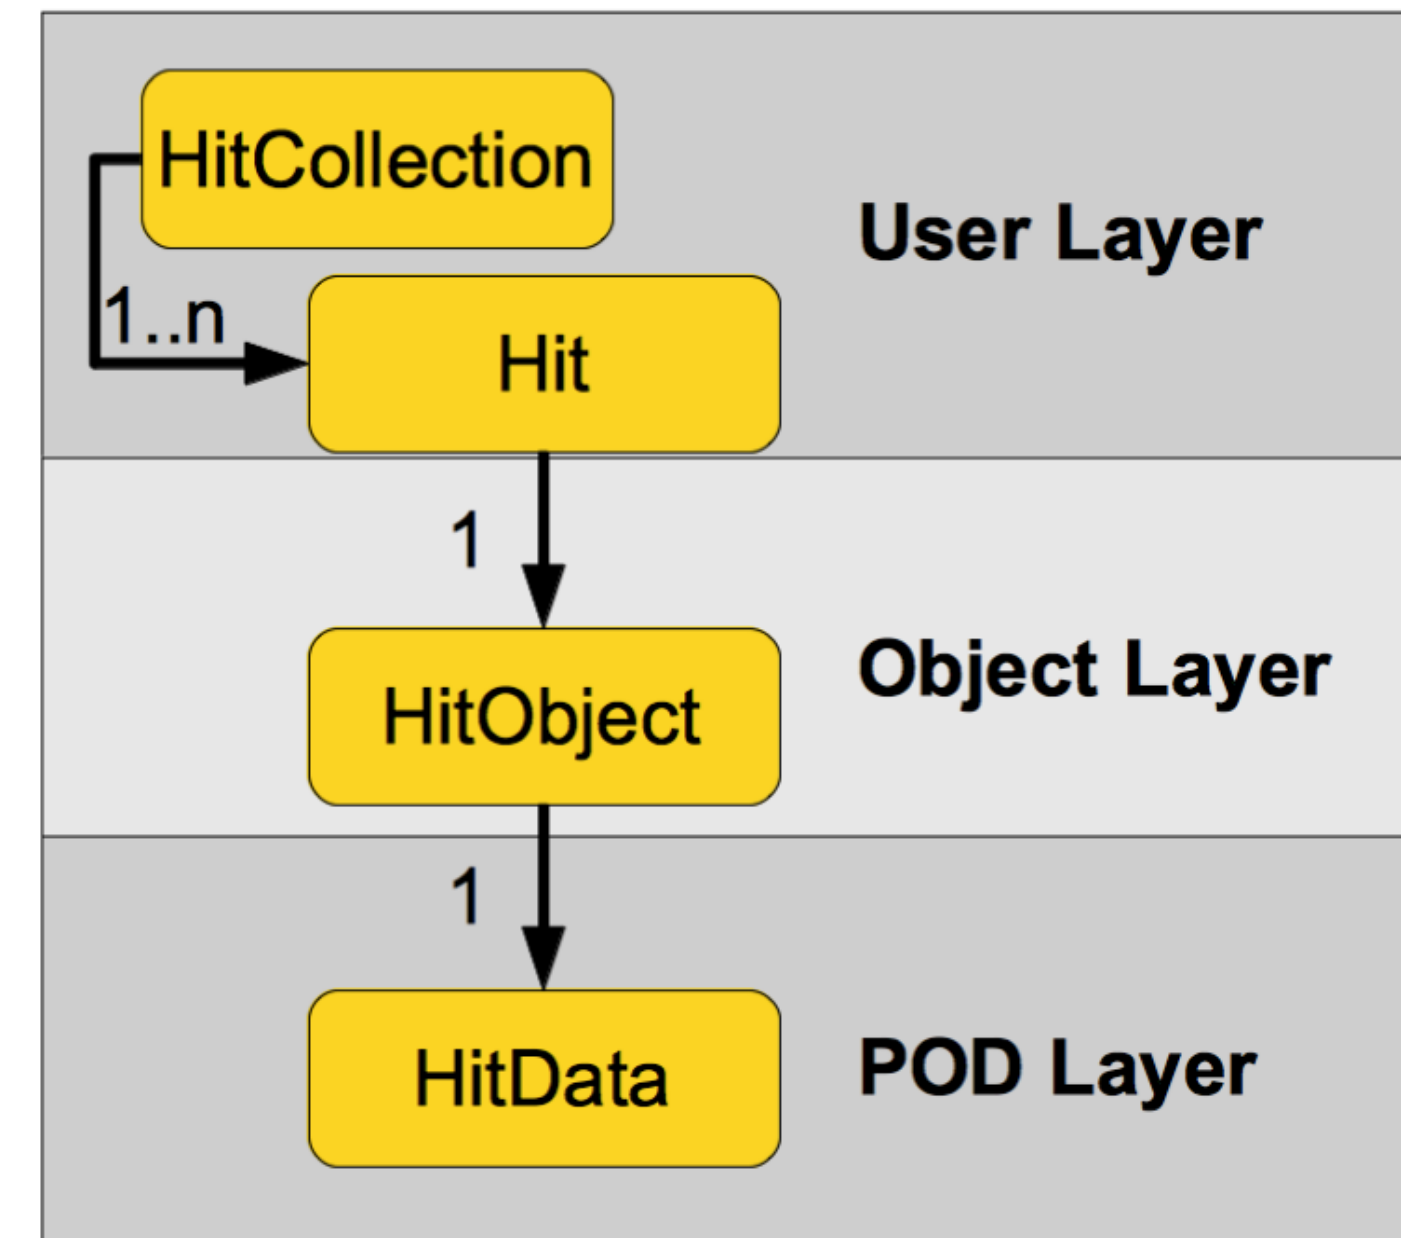 HitCollection
User Layer
1..n
Hit
1
HitObject
Object Layer
1
HitData
POD Layer